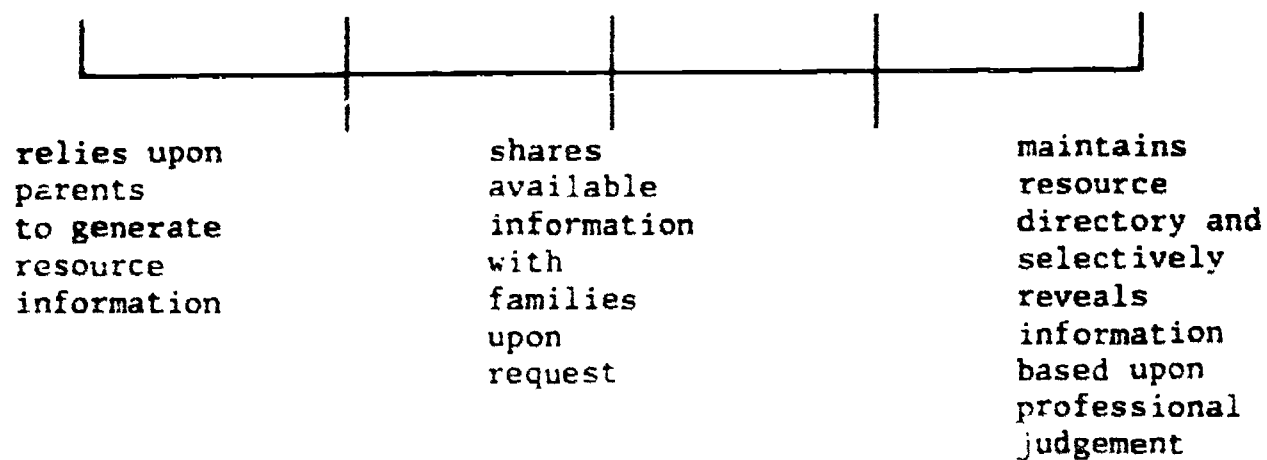 relies upon
parents
to generate
resource
information
shares
available
information
with
families
upon
request
maintains
resource
directory and
selectively
reveals
information
based upon
professional
judgement